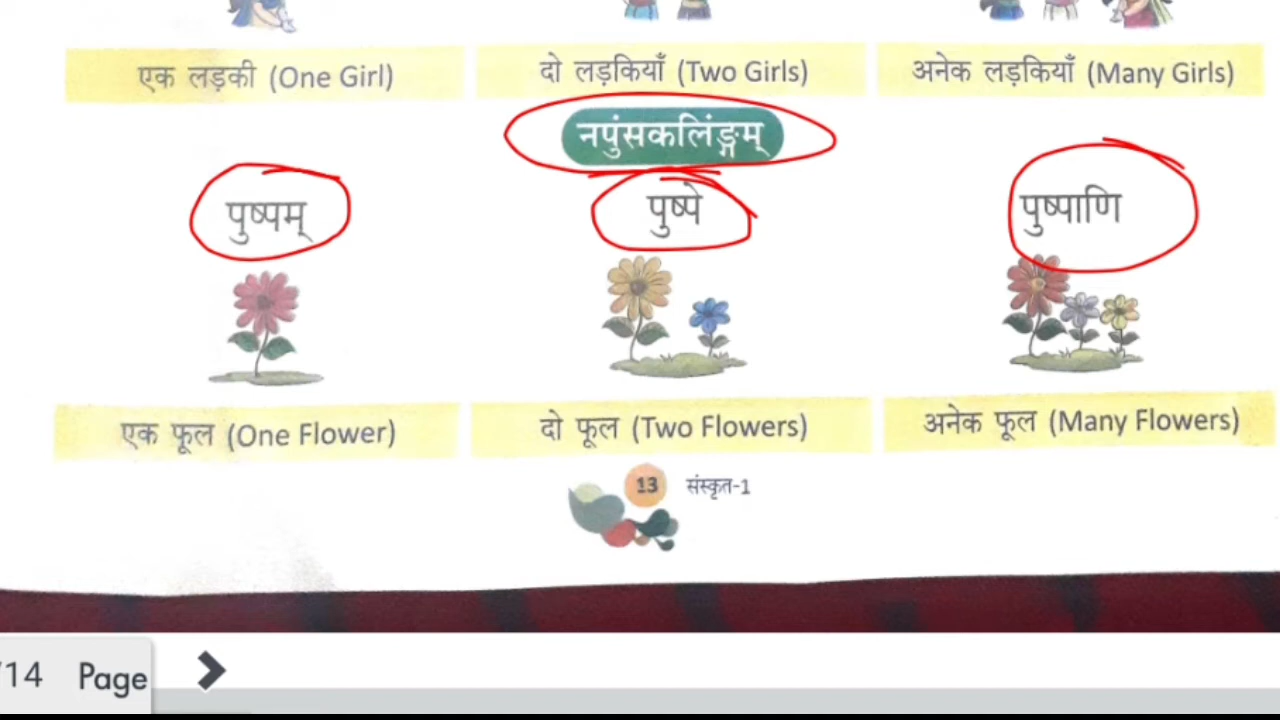 एक लड़की (One Girl) दो लड़कियाँ (Two Girls) अनेक लड़कियाँ (Many Girls)
नपुंसकलिंङ्गम्
पुष्पम् पुष्पे पुष्पाणि
एक फूल (One Flower) दो फूल (Two Flowers) अनेक फूल (Many Flowers)
13 संस्कृत-1
/14 Page